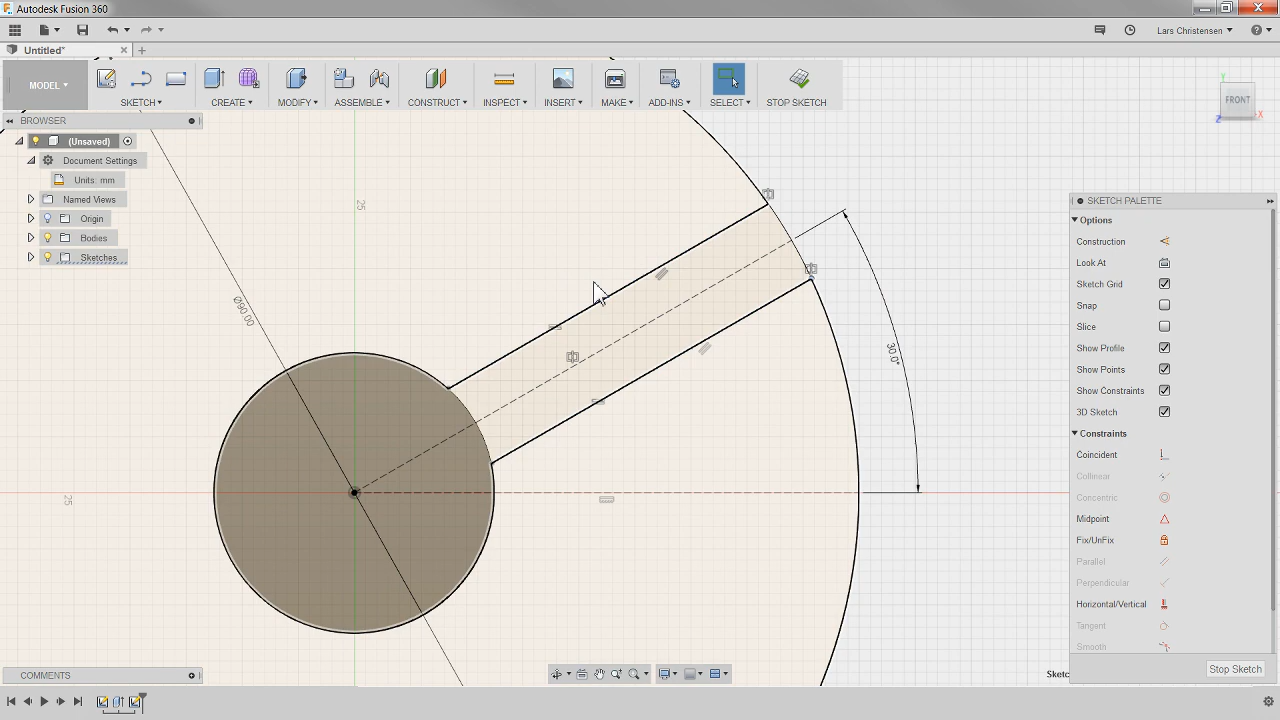 Autodesk Fusion 360
Lars Christensen
Untitled*
MODEL
SKETCH
CREATE
MODIFY
ASSEMBLE
CONSTRUCT
INSPECT
INSERT
MAKE
ADD-INS
SELECT
STOP SKETCH
FRONT
Y
X
Z
BROWSER
(Unsaved)
Document Settings
Units: mm
Named Views
Origin
Bodies
Sketches
25
25
Ø90.00
30.0°
SKETCH PALETTE
Options
Construction
Look At
Sketch Grid
Snap
Slice
Show Profile
Show Points
Show Constraints
3D Sketch
Constraints
Coincident
Collinear
Concentric
Midpoint
Fix/UnFix
Parallel
Perpendicular
Horizontal/Vertical
Tangent
Smooth
Stop Sketch
COMMENTS
Sketc